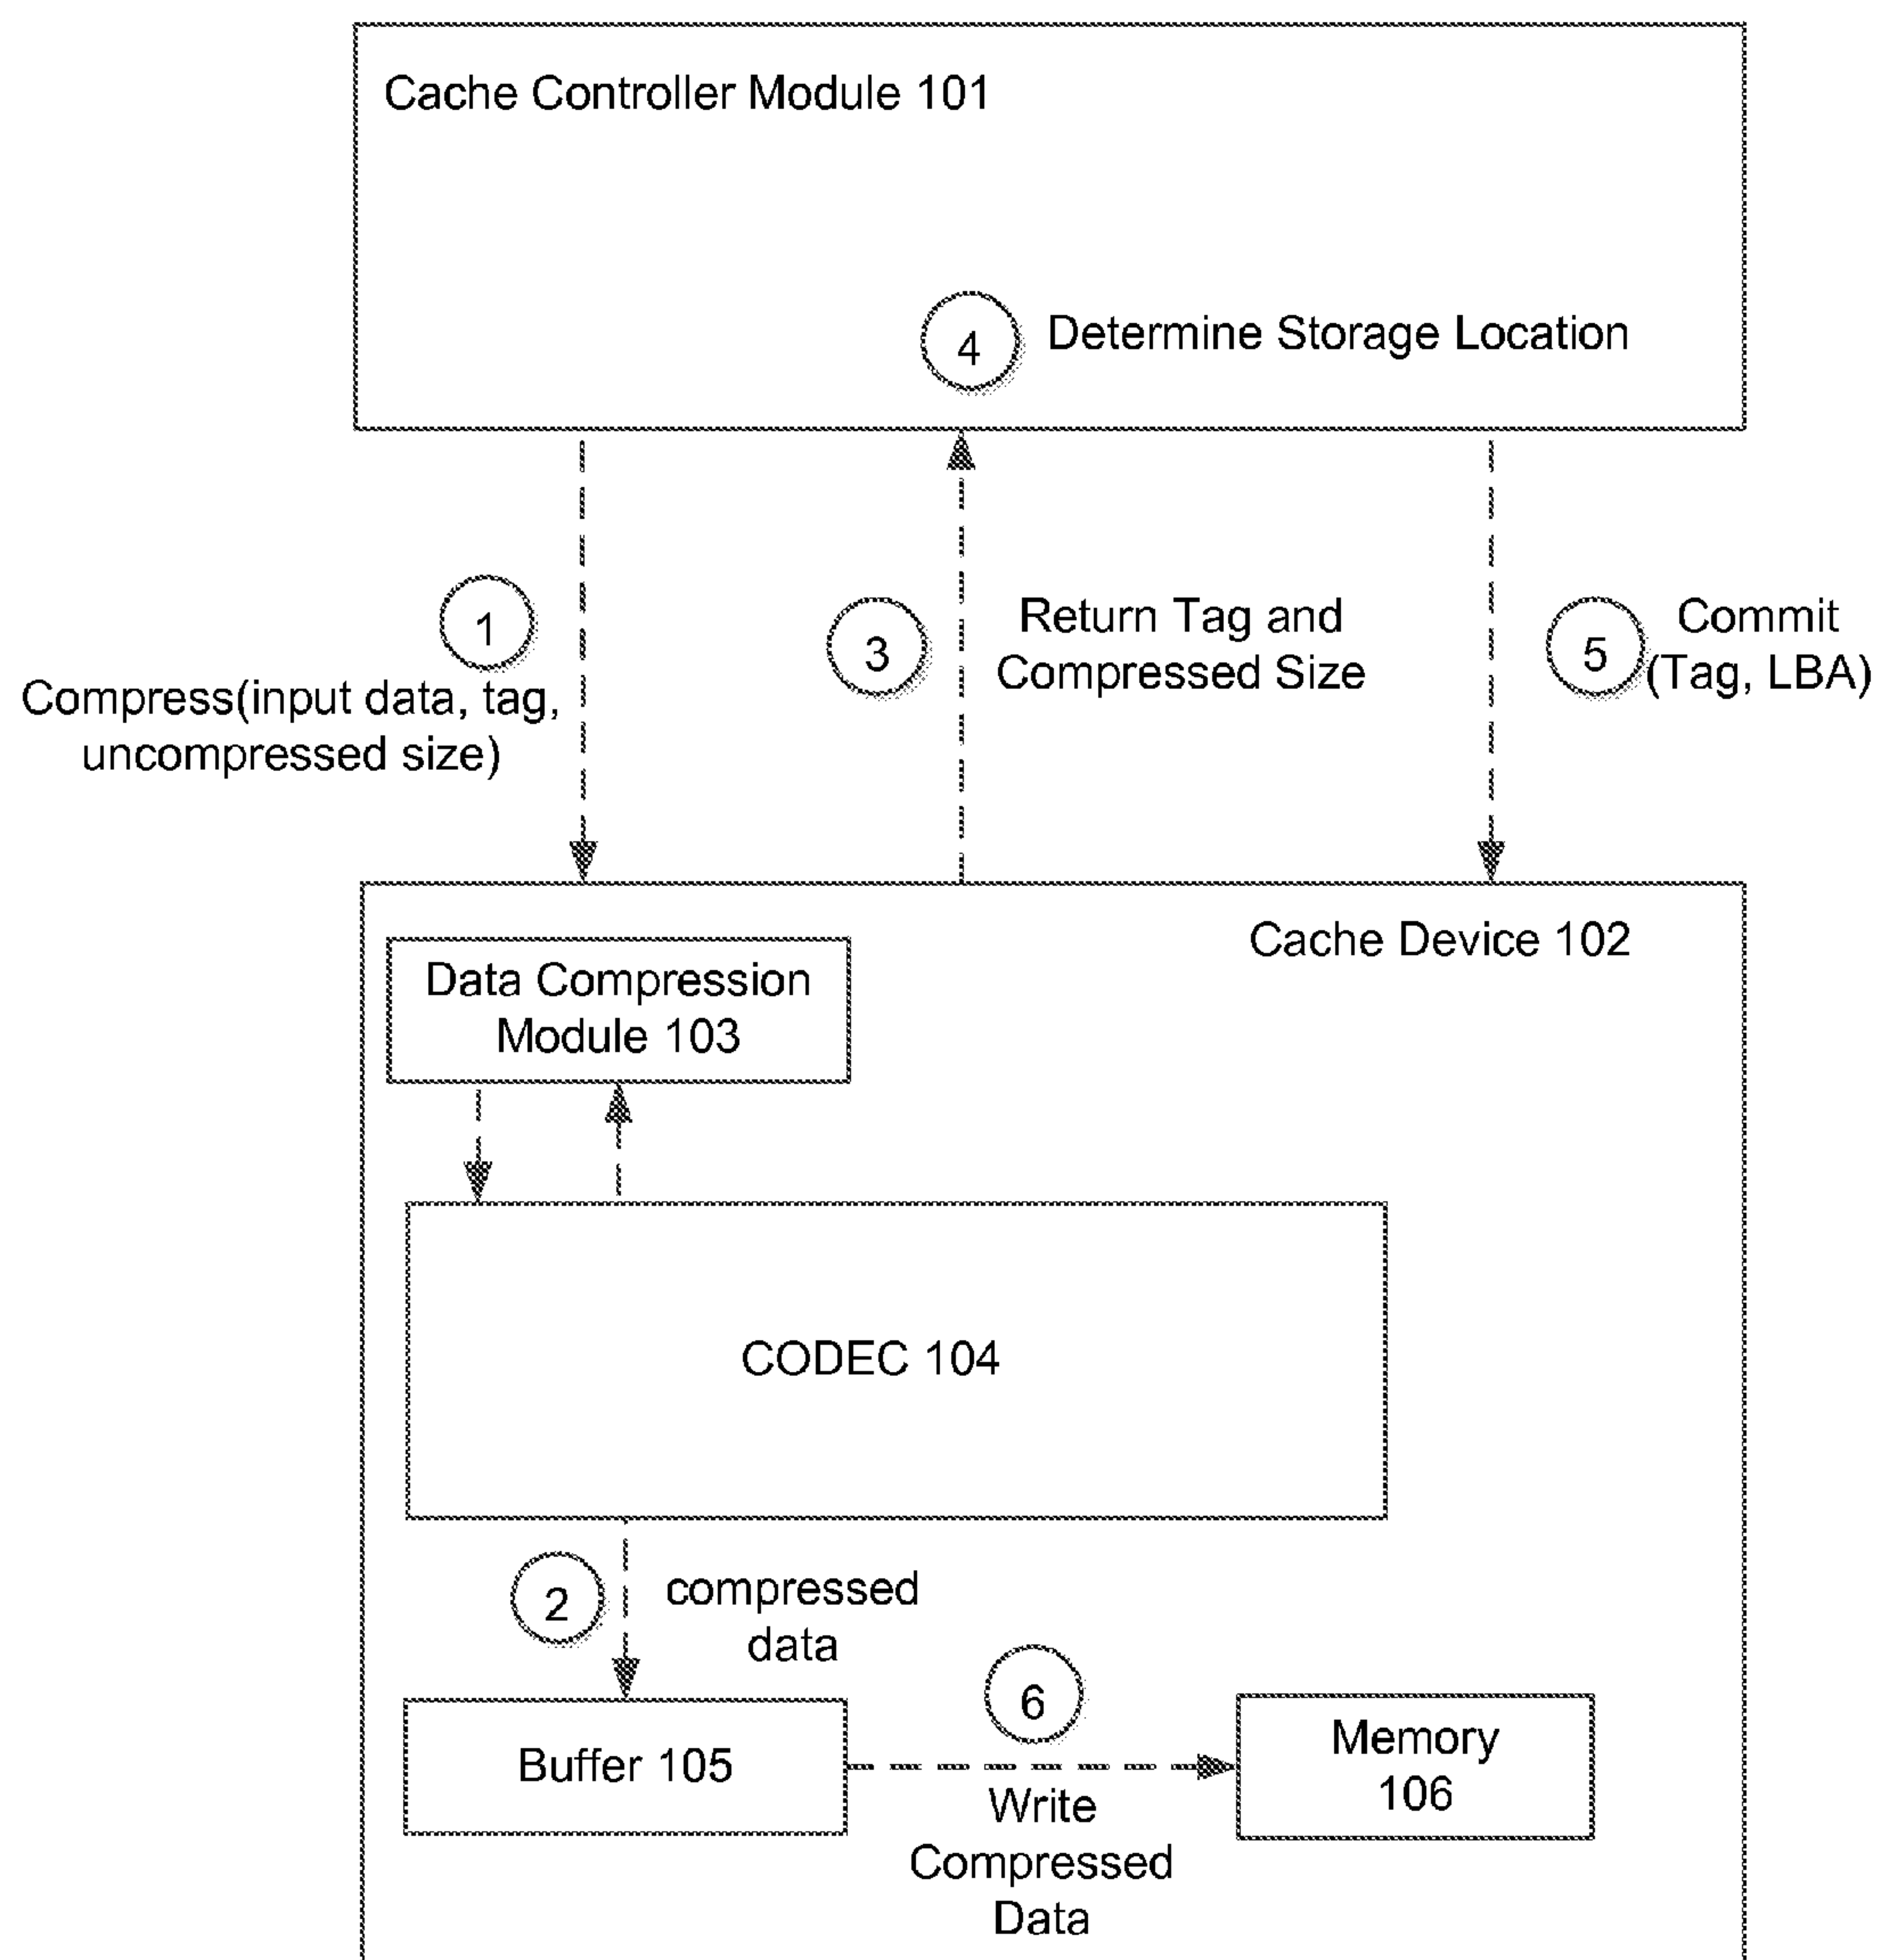 Cache Controller Module 101
4
Determine Storage Location
1
Compress(input data, tag,
uncompressed size)
3
Return Tag and
Compressed Size
5
Commit
(Tag, LBA)
Cache Device 102
Data Compression
Module 103
CODEC 104
2
compressed
data
Buffer 105
6
Write
Compressed
Data
Memory
106